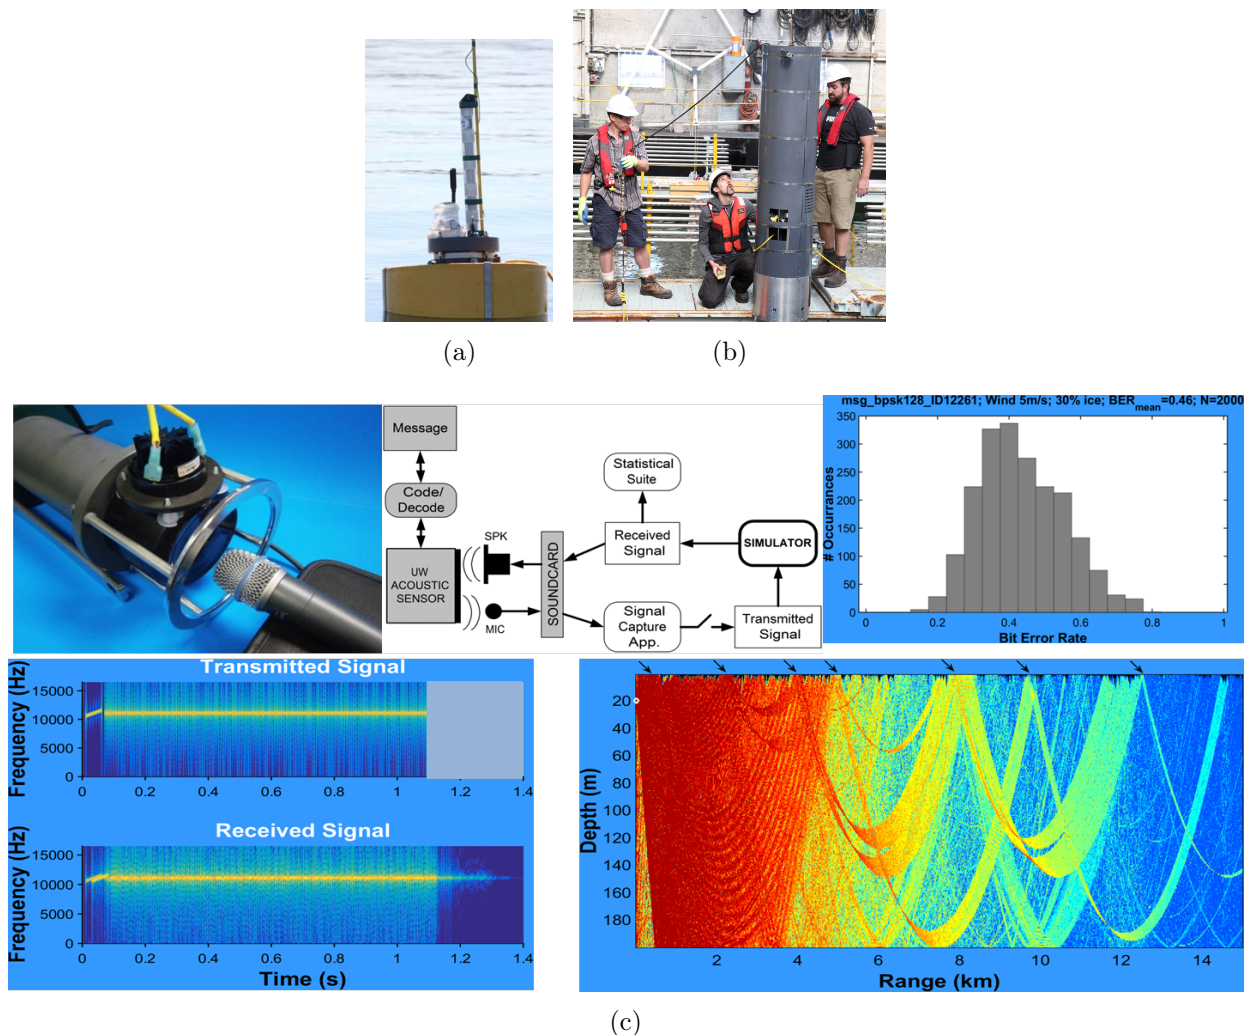 (a)
(b)
Message
Code/
Decode
UW
ACOUSTIC
SENSOR
SPK
MIC
SOUNDCARD
Statistical
Suite
Received
Signal
SIMULATOR
Signal
Capture
App.
Transmitted
Signal
msg_bpsk128_ID12261; Wind 5m/s; 30% ice; BERmean=0.46; N=2000
# Occurrances
350
300
250
200
150
100
50
0
0.2
0.4
0.6
0.8
1
Bit Error Rate
Transmitted Signal
Frequency (Hz)
15000
10000
5000
0
0
0.2
0.4
0.6
0.8
1
1.2
1.4
Received Signal
Frequency (Hz)
15000
10000
5000
0
0
0.2
0.4
0.6
0.8
1
1.2
1.4
Time (s)
Depth (m)
20
40
60
80
100
120
140
160
180
2
4
6
8
10
12
14
Range (km)
(c)